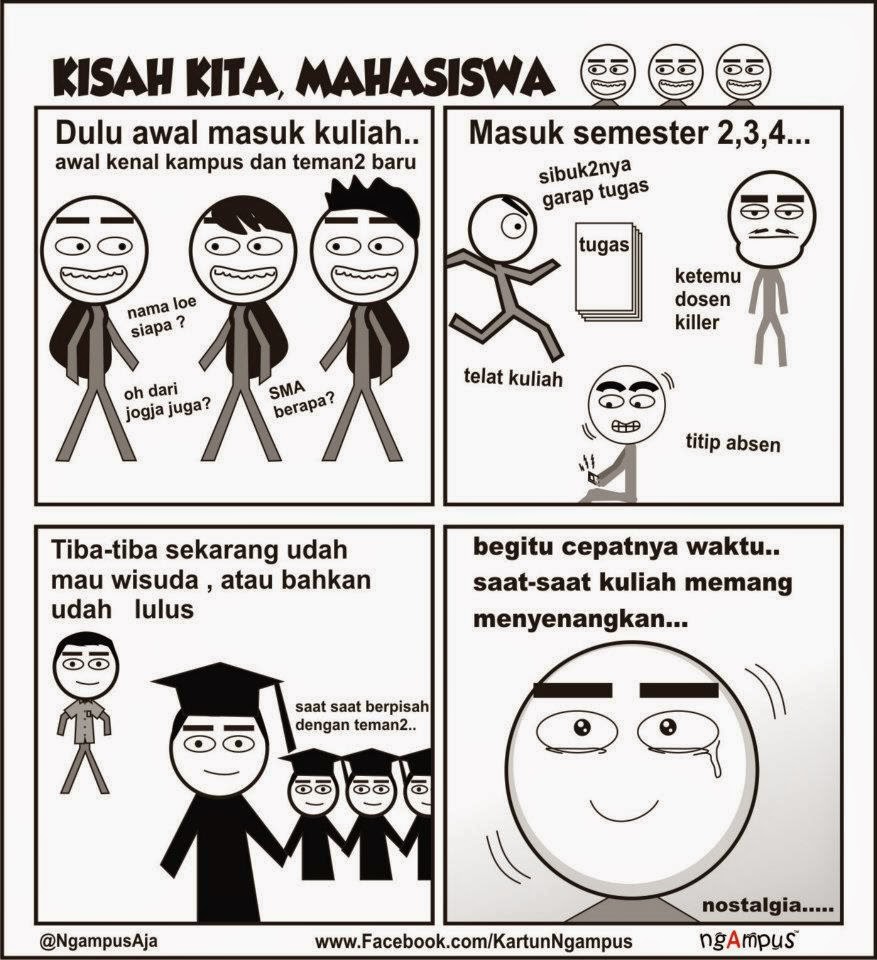 KISAH KITA, MAHASISWA
Dulu awal masuk kuliah..
awal kenal kampus dan teman2 baru
nama loe
siapa ?
oh dari
jogja juga?
SMA
berapa?
Masuk semester 2,3,4...
sibuk2nya
garap tugas
tugas
ketemu
dosen
killer
telat kuliah
titip absen
Tiba-tiba sekarang udah
mau wisuda , atau bahkan
udah lulus
saat saat berpisah
dengan teman2..
begitu cepatnya waktu..
saat-saat kuliah memang
menyenangkan...
nostalgia.....
@NgampusAja
www.Facebook.com/KartunNgampus
ngAmpus™